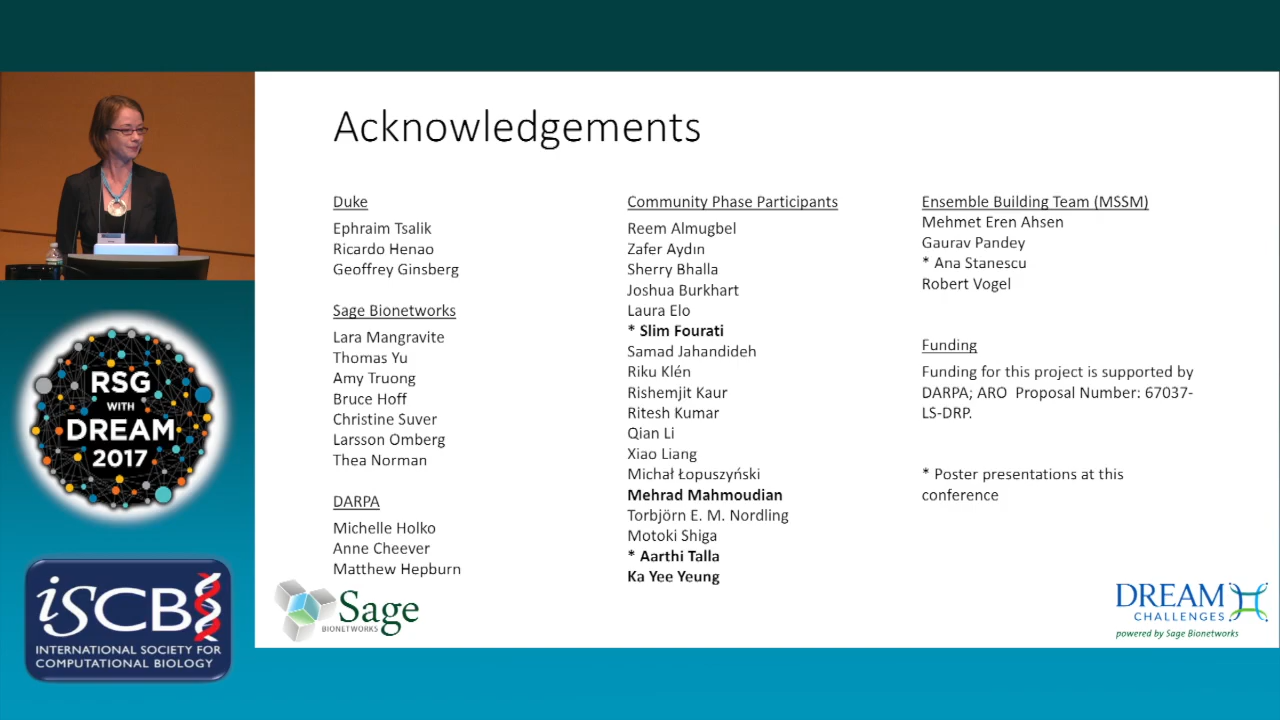 Acknowledgements
Duke
Ephraim Tsalik
Ricardo Henao
Geoffrey Ginsberg
Sage Bionetworks
Lara Mangravite
Thomas Yu
Amy Truong
Bruce Hoff
Christine Suver
Larsson Omberg
Thea Norman
DARPA
Michelle Holko
Anne Cheever
Matthew Hepburn
Community Phase Participants
Reem Almugbel
Zafer Aydın
Sherry Bhalla
Joshua Burkhart
Laura Elo
* Slim Fourati
Samad Jahandideh
Riku Klén
Rishemjit Kaur
Ritesh Kumar
Qian Li
Xiao Liang
Michał Łopuszyński
Mehrad Mahmoudian
Torbjörn E. M. Nordling
Motoki Shiga
* Aarthi Talla
Ka Yee Yeung
Ensemble Building Team (MSSM)
Mehmet Eren Ahsen
Gaurav Pandey
* Ana Stanescu
Robert Vogel
Funding
Funding for this project is supported by
DARPA; ARO Proposal Number: 67037-
LS-DRP.
* Poster presentations at this
conference
RSG
WITH
DREAM
2017
iSCB
INTERNATIONAL SOCIETY FOR
COMPUTATIONAL BIOLOGY
Sage
BIONETWORKS
DREAM
CHALLENGES
powered by Sage Bionetworks